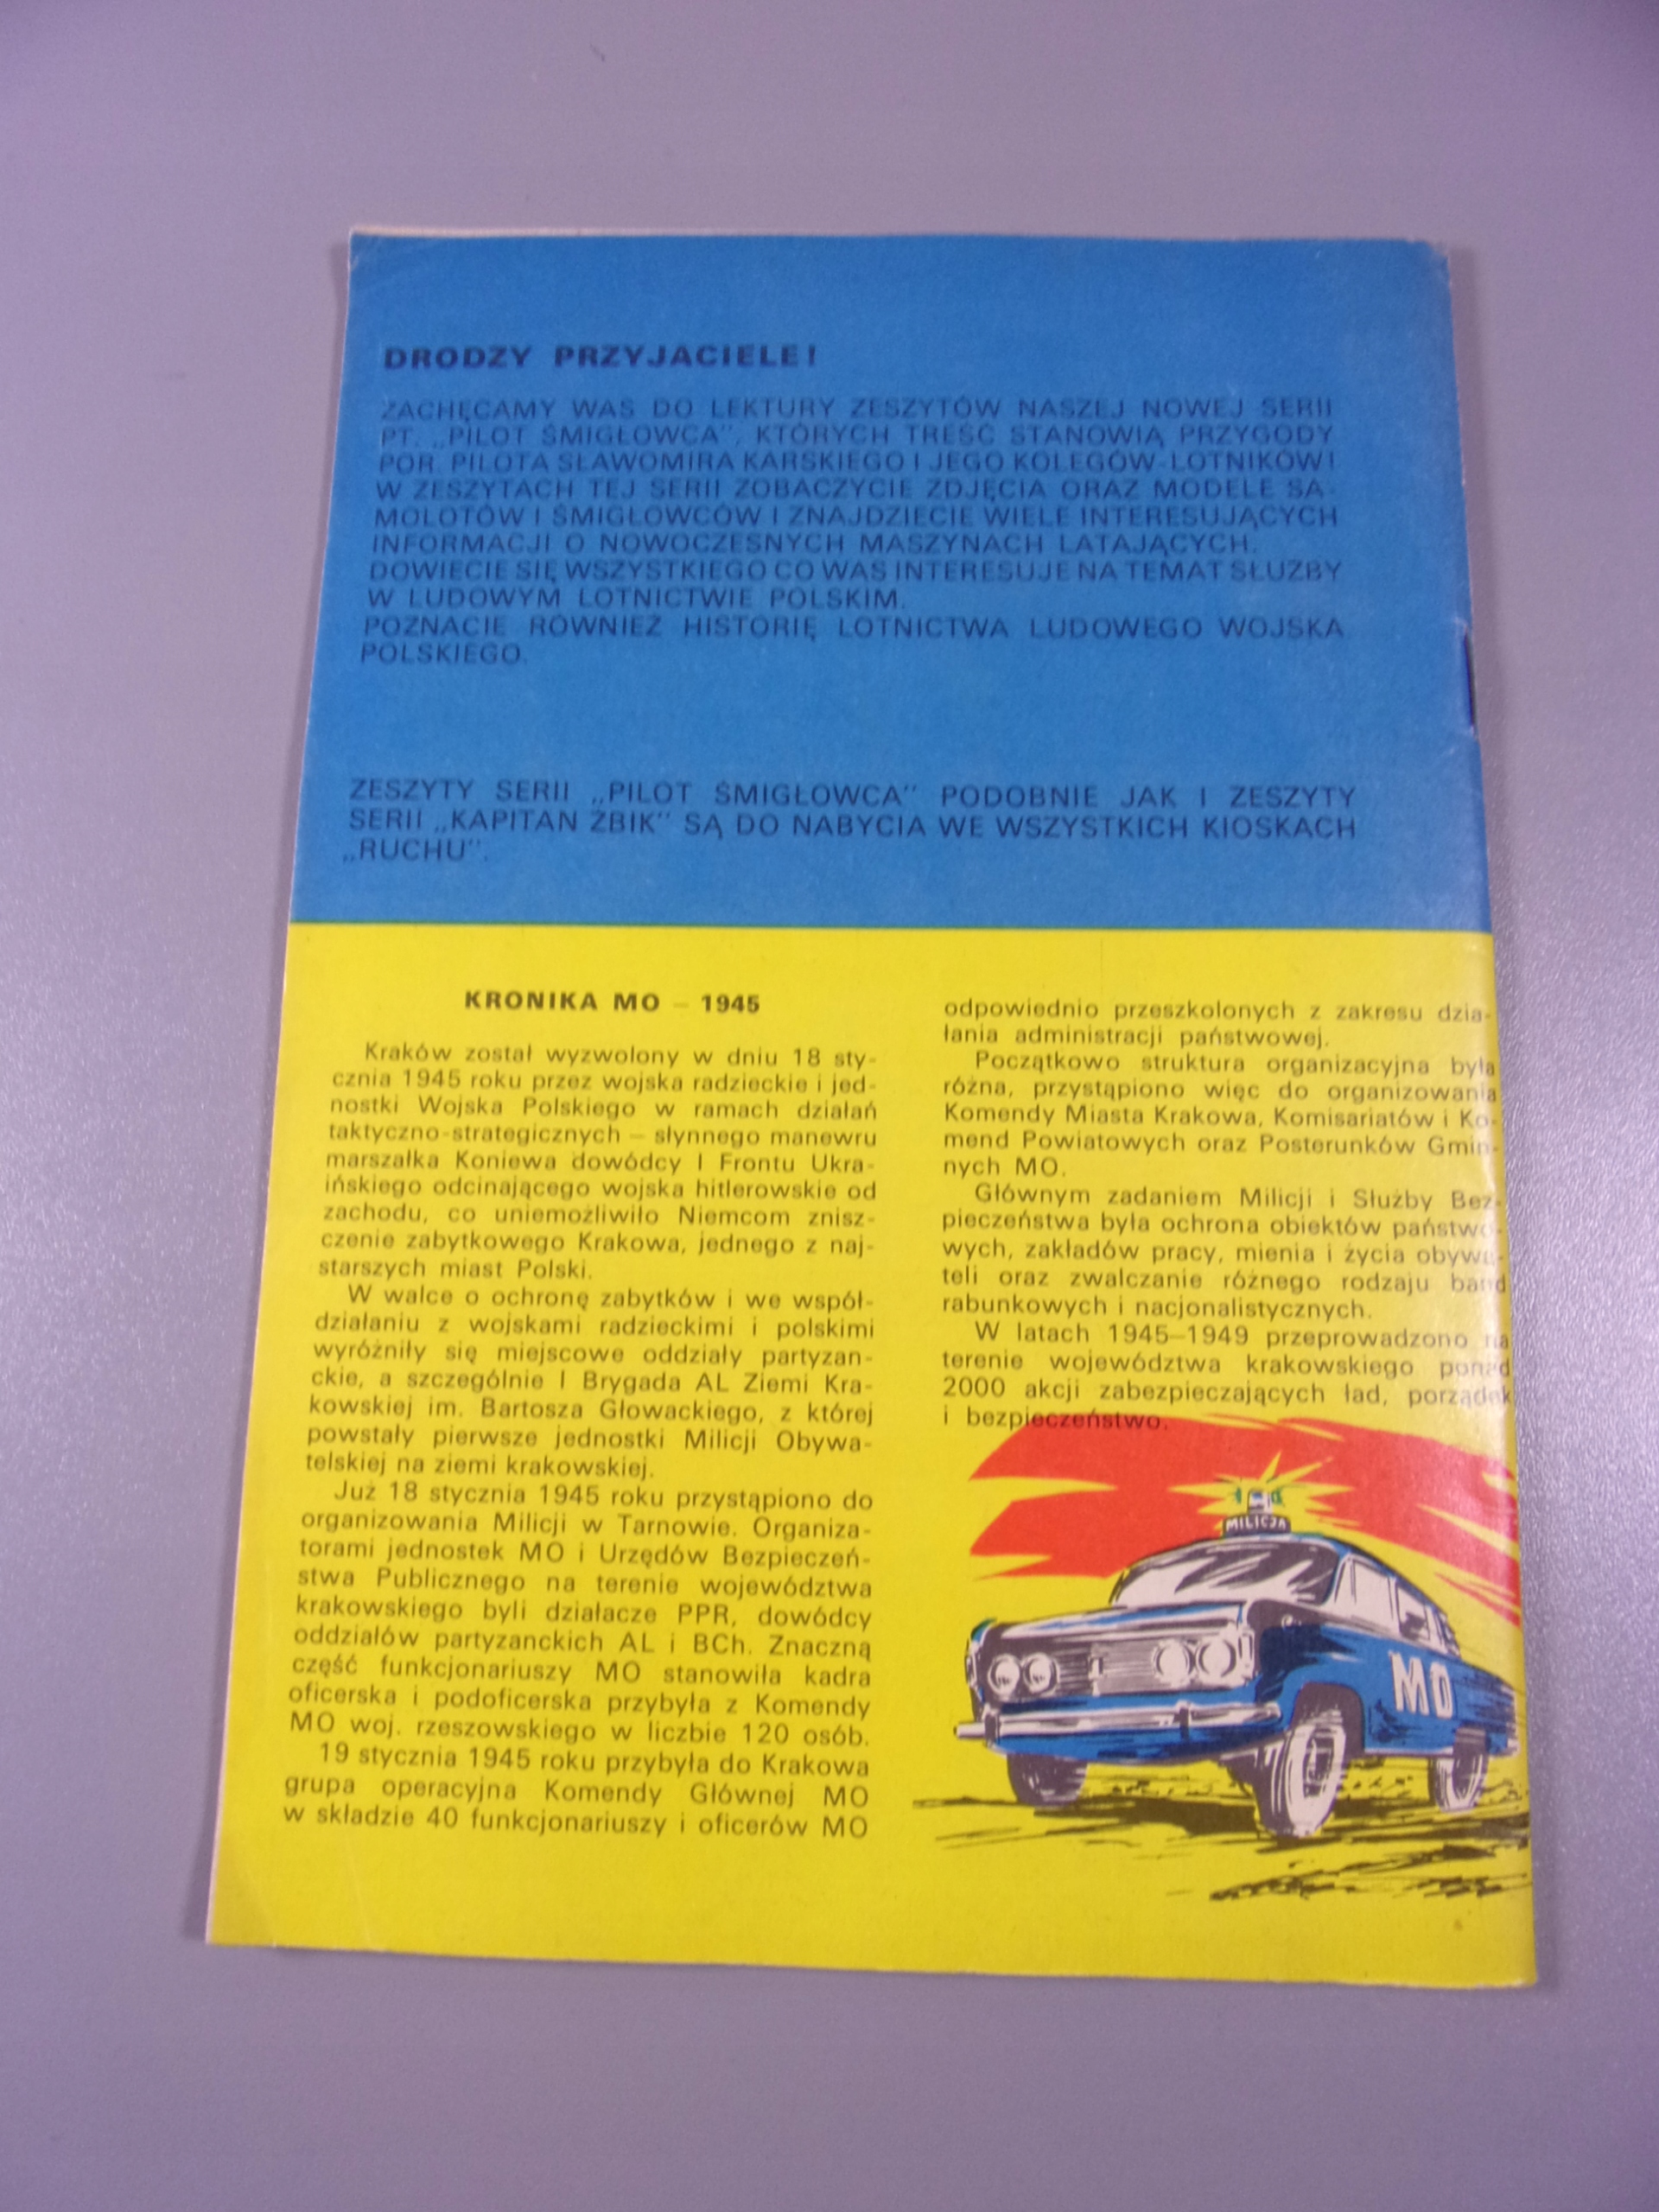 DRODZY PRZYJACIELE!
ZACHĘCAMY WAS DO LEKTURY ZESZYTÓW NASZEJ NOWEJ SERII
PT. „PILOT ŚMIGŁOWCA", KTÓRYCH TREŚĆ STANOWIĄ PRZYGODY
POR. PILOTA SŁAWOMIRA KARSKIEGO I JEGO KOLEGÓW-LOTNIKÓW!
W ZESZYTACH TEJ SERII ZOBACZYCIE ZDJĘCIA ORAZ MODELE SA-
MOLOTÓW I ŚMIGŁOWCÓW I ZNAJDZIECIE WIELE INTERESUJĄCYCH
INFORMACJI O NOWOCZESNYCH MASZYNACH LATAJĄCYCH.
DOWIECIE SIĘ WSZYSTKIEGO CO WAS INTERESUJE NA TEMAT SŁUŻBY
W LUDOWYM LOTNICTWIE POLSKIM.
POZNACIE RÓWNIEŻ HISTORIĘ LOTNICTWA LUDOWEGO WOJSKA
POLSKIEGO.
ZESZYTY SERII „PILOT ŚMIGŁOWCA" PODOBNIE JAK I ZESZYTY
SERII „KAPITAN ŻBIK" SĄ DO NABYCIA WE WSZYSTKICH KIOSKACH
„RUCHU".
KRONIKA MO – 1945
Kraków został wyzwolony w dniu 18 sty-
cznia 1945 roku przez wojska radzieckie i jed-
nostki Wojska Polskiego w ramach działań
taktyczno-strategicznych – słynnego manewru
marszałka Koniewa dowódcy I Frontu Ukra-
ińskiego odcinającego wojska hitlerowskie od
zachodu, co uniemożliwiło Niemcom znisz-
czenie zabytkowego Krakowa, jednego z naj-
starszych miast Polski.
W walce o ochronę zabytków i we współ-
działaniu z wojskami radzieckimi i polskimi
wyróżniły się miejscowe oddziały partyzan-
ckie, a szczególnie I Brygada AL Ziemi Kra-
kowskiej im. Bartosza Głowackiego, z której
powstały pierwsze jednostki Milicji Obywa-
telskiej na ziemi krakowskiej.
Już 18 stycznia 1945 roku przystąpiono do
organizowania Milicji w Tarnowie. Organiza-
torami jednostek MO i Urzędów Bezpieczeń-
stwa Publicznego na terenie województwa
krakowskiego byli działacze PPR, dowódcy
oddziałów partyzanckich AL i BCh. Znaczną
część funkcjonariuszy MO stanowiła kadra
oficerska i podoficerska przybyła z Komendy
MO woj. rzeszowskiego w liczbie 120 osób.
19 stycznia 1945 roku przybyła do Krakowa
grupa operacyjna Komendy Głównej MO
w składzie 40 funkcjonariuszy i oficerów MO
odpowiednio przeszkolonych z zakresu dzia-
łania administracji państwowej.
Początkowo struktura organizacyjna była
różna, przystąpiono więc do organizowania
Komendy Miasta Krakowa, Komisariatów i Ko-
mend Powiatowych oraz Posterunków Gmin-
nych MO.
Głównym zadaniem Milicji i Służby Bez-
pieczeństwa była ochrona obiektów państwo-
wych, zakładów pracy, mienia i życia obywa-
teli oraz zwalczanie różnego rodzaju band
rabunkowych i nacjonalistycznych.
W latach 1945–1949 przeprowadzono na
terenie województwa krakowskiego ponad
2000 akcji zabezpieczających ład, porządek
i bezpieczeństwo.
MILICJA
MO